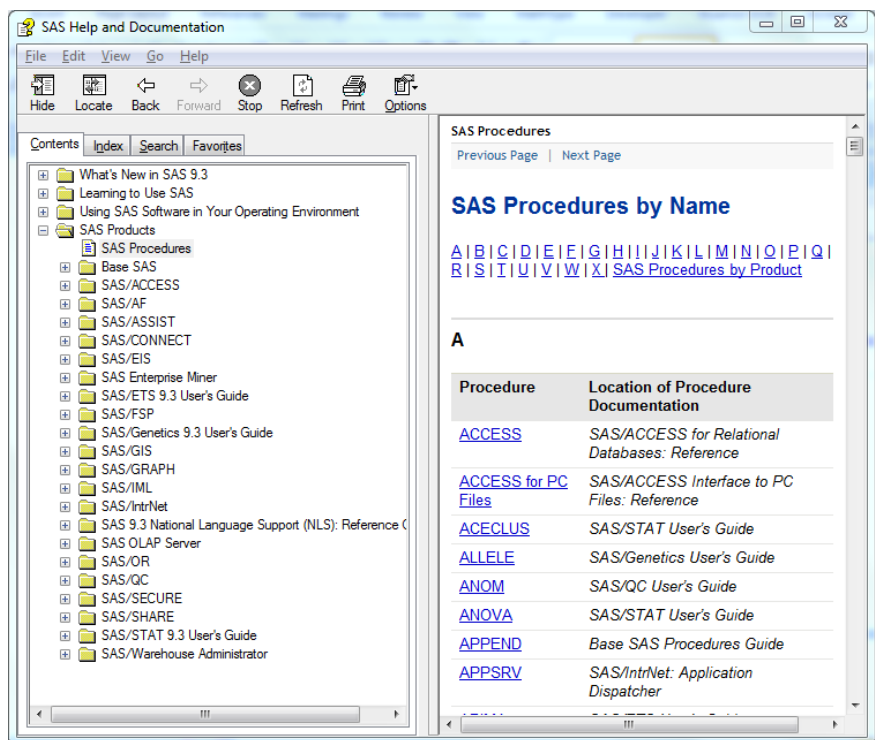 SAS Help and Documentation
File Edit View Go Help
Hide Locate Back Forward Stop Refresh Print Options
Contents Index Search Favorites
What's New in SAS 9.3
Learning to Use SAS
Using SAS Software in Your Operating Environment
SAS Products
SAS Procedures
Base SAS
SAS/ACCESS
SAS/AF
SAS/ASSIST
SAS/CONNECT
SAS/EIS
SAS Enterprise Miner
SAS/ETS 9.3 User's Guide
SAS/FSP
SAS/Genetics 9.3 User's Guide
SAS/GIS
SAS/GRAPH
SAS/IML
SAS/IntrNet
SAS 9.3 National Language Support (NLS): Reference
SAS OLAP Server
SAS/OR
SAS/QC
SAS/SECURE
SAS/SHARE
SAS/STAT 9.3 User's Guide
SAS/Warehouse Administrator
SAS Procedures
Previous Page | Next Page
SAS Procedures by Name
A | B | C | D | E | F | G | H | I | J | K | L | M | N | O | P | Q |
R | S | T | U | V | W | X | SAS Procedures by Product
A
Procedure Location of Procedure
Documentation
ACCESS SAS/ACCESS for Relational
Databases: Reference
ACCESS for PC SAS/ACCESS Interface to PC
Files Files: Reference
ACECLUS SAS/STAT User's Guide
ALLELE SAS/Genetics User's Guide
ANOM SAS/QC User's Guide
ANOVA SAS/STAT User's Guide
APPEND Base SAS Procedures Guide
APPSRV SAS/IntrNet: Application
Dispatcher